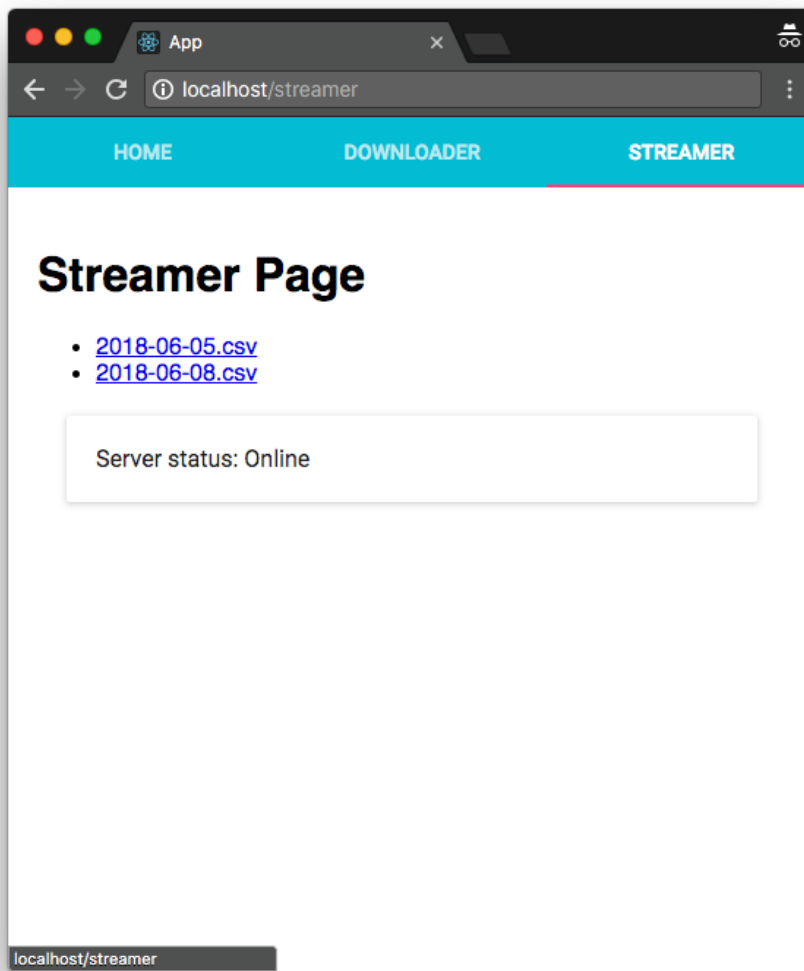 App
localhost/streamer
HOME DOWNLOADER STREAMER
Streamer Page
2018-06-05.csv
2018-06-08.csv
Server status: Online
localhost/streamer